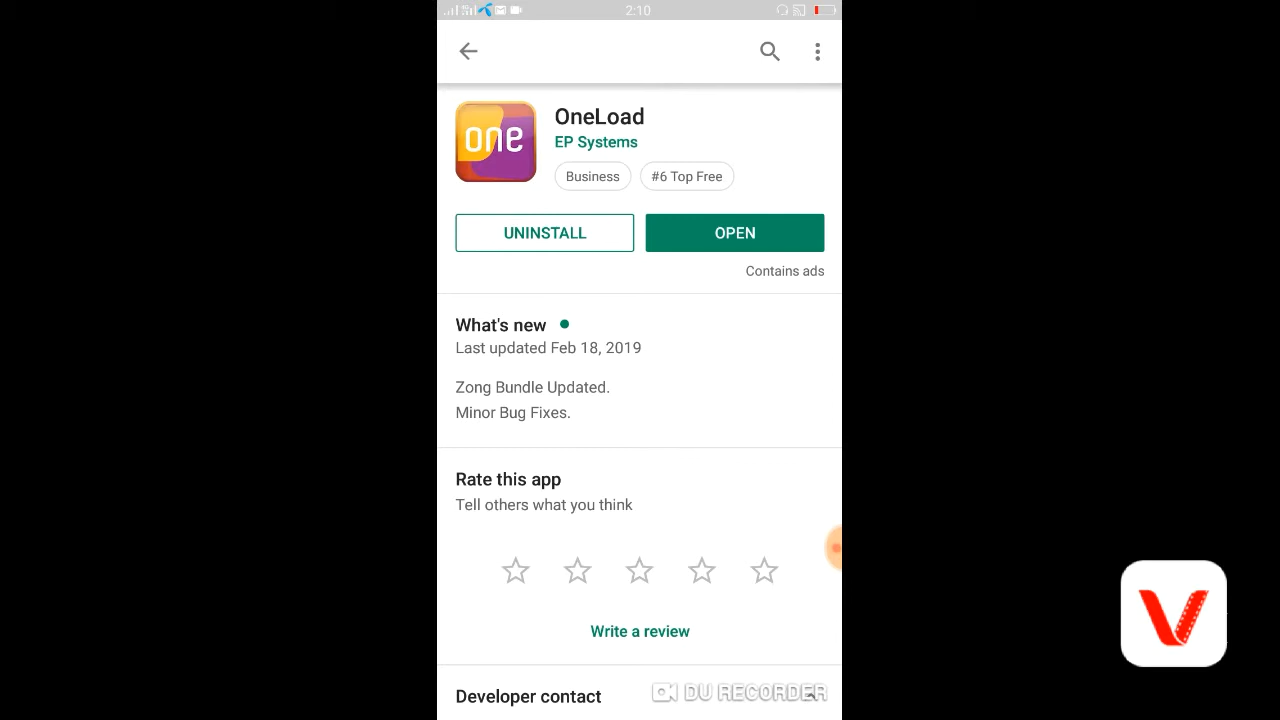 2:10
one
OneLoad
EP Systems
Business
#6 Top Free
UNINSTALL
OPEN
Contains ads
What's new
Last updated Feb 18, 2019
Zong Bundle Updated.
Minor Bug Fixes.
Rate this app
Tell others what you think
Write a review
Developer contact
DU RECORDER
V